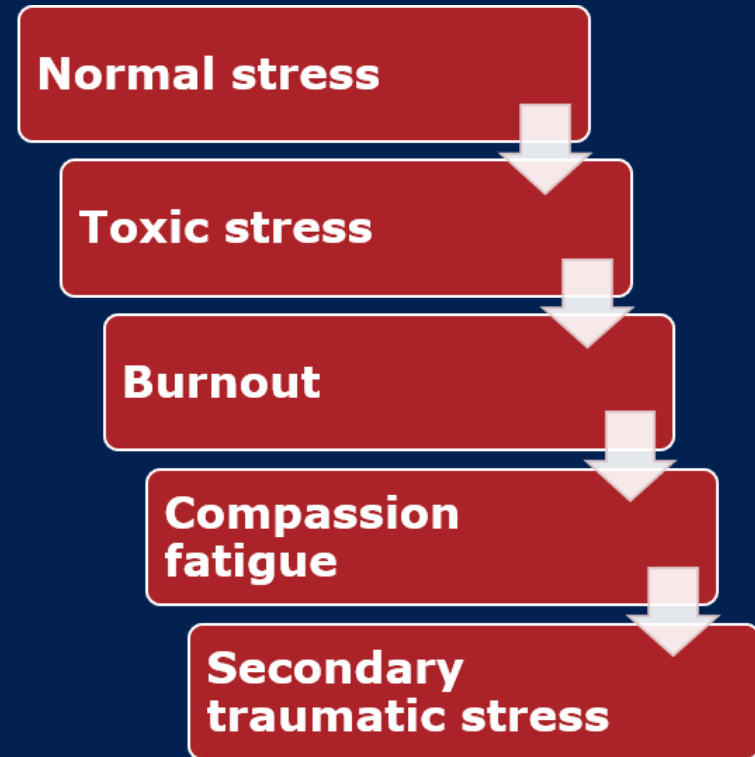 Normal stress
Toxic stress
Burnout
Compassion
fatigue
Secondary
traumatic stress